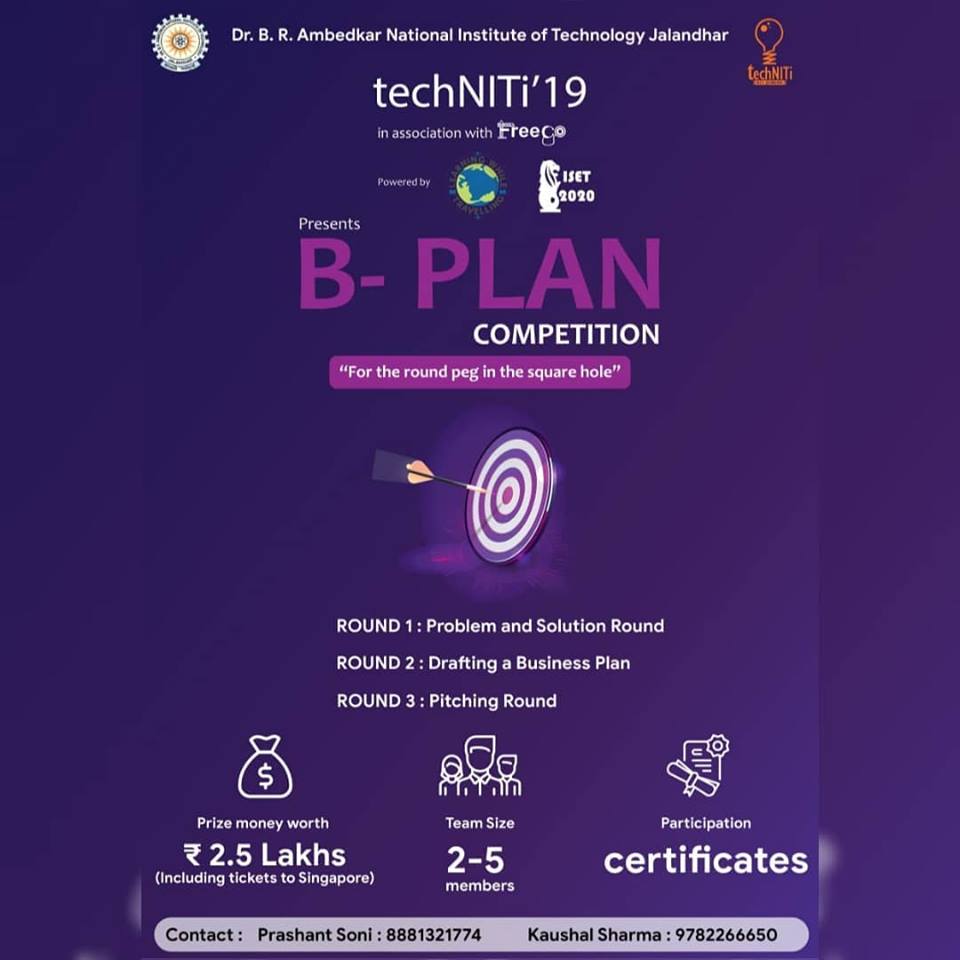 Dr. B. R. Ambedkar National Institute of Technology Jalandhar
techNITi
techNITi'19
in association with Freego
Powered by
LEARNING WHILE TRAVELLING
ISET
2020
Presents
B- PLAN
COMPETITION
“For the round peg in the square hole”
ROUND 1 : Problem and Solution Round
ROUND 2 : Drafting a Business Plan
ROUND 3 : Pitching Round
$
Prize money worth
₹ 2.5 Lakhs
(Including tickets to Singapore)
Team Size
2-5
members
Participation
certificates
Contact : Prashant Soni : 8881321774 Kaushal Sharma : 9782266650